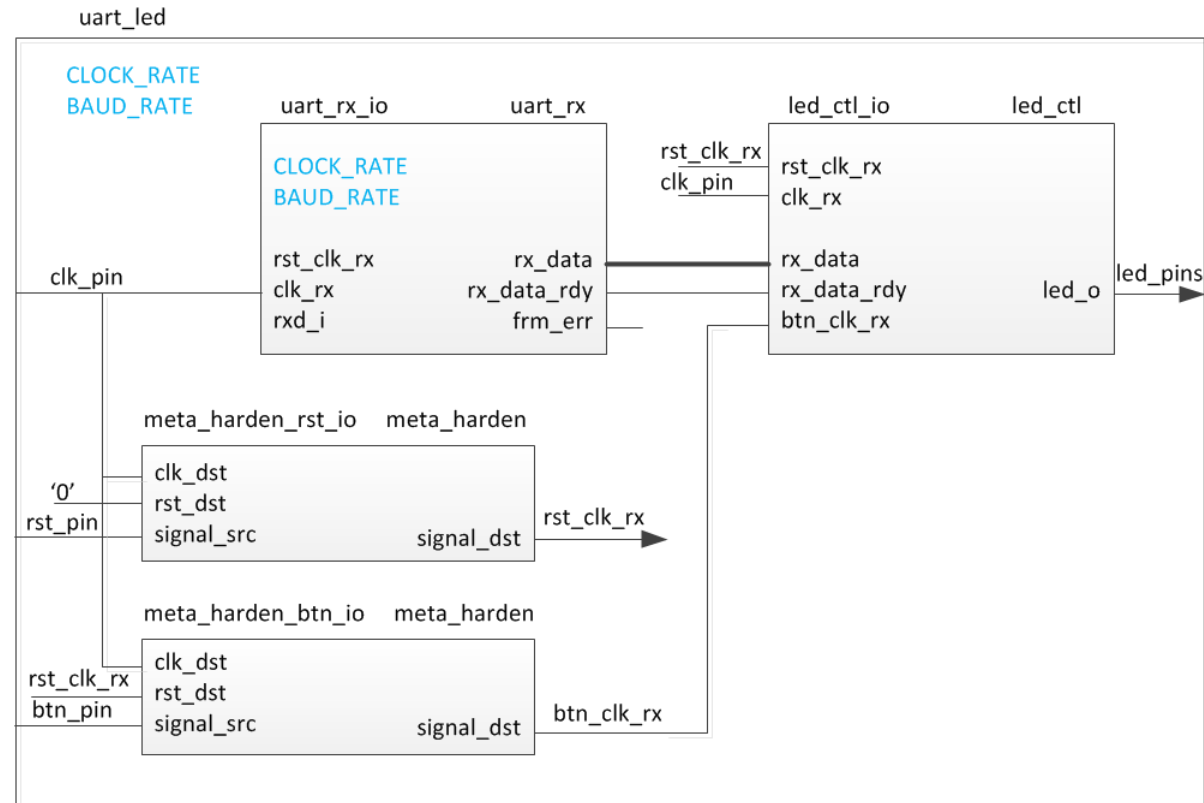 uart_led
CLOCK_RATE
BAUD_RATE
uart_rx_io uart_rx
CLOCK_RATE
BAUD_RATE
rst_clk_rx rx_data
clk_rx rx_data_rdy
rxd_i frm_err
clk_pin
led_ctl_io led_ctl
rst_clk_rx
clk_pin
rst_clk_rx
clk_rx
rx_data
rx_data_rdy led_o
btn_clk_rx
led_pins
meta_harden_rst_io meta_harden
clk_dst
rst_dst
signal_src signal_dst
'0'
rst_pin
rst_clk_rx
meta_harden_btn_io meta_harden
clk_dst
rst_dst
signal_src signal_dst
rst_clk_rx
btn_pin
btn_clk_rx